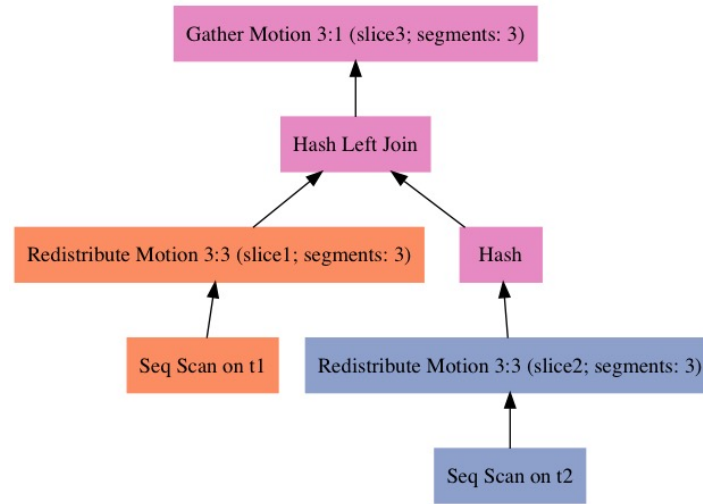 Gather Motion 3:1 (slice3; segments: 3)
Hash Left Join
Redistribute Motion 3:3 (slice1; segments: 3)
Hash
Seq Scan on t1
Redistribute Motion 3:3 (slice2; segments: 3)
Seq Scan on t2